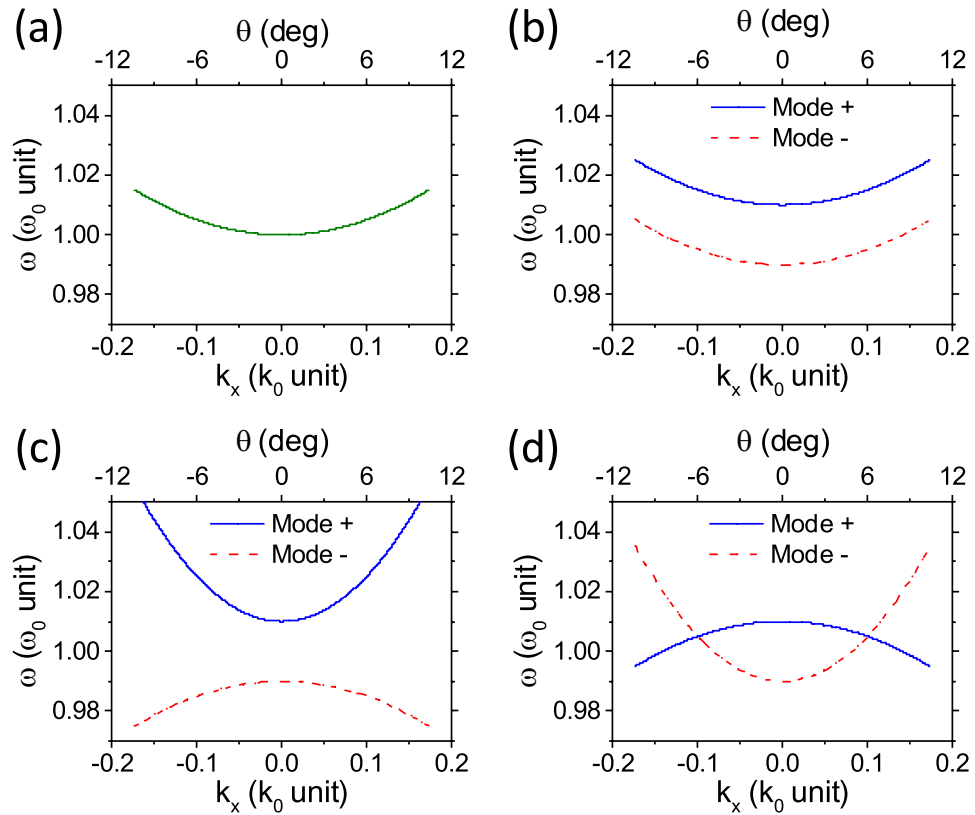 (a)
θ (deg)
-12 -6 0 6 12
1.04
1.02
1.00
0.98
ω (ω₀ unit)
-0.2 -0.1 0.0 0.1 0.2
kₓ (k₀ unit)
(b)
θ (deg)
-12 -6 0 6 12
Mode +
Mode -
1.04
1.02
1.00
0.98
ω (ω₀ unit)
-0.2 -0.1 0.0 0.1 0.2
kₓ (k₀ unit)
(c)
θ (deg)
-12 -6 0 6 12
Mode +
Mode -
1.04
1.02
1.00
0.98
ω (ω₀ unit)
-0.2 -0.1 0.0 0.1 0.2
kₓ (k₀ unit)
(d)
θ (deg)
-12 -6 0 6 12
Mode +
Mode -
1.04
1.02
1.00
0.98
ω (ω₀ unit)
-0.2 -0.1 0.0 0.1 0.2
kₓ (k₀ unit)